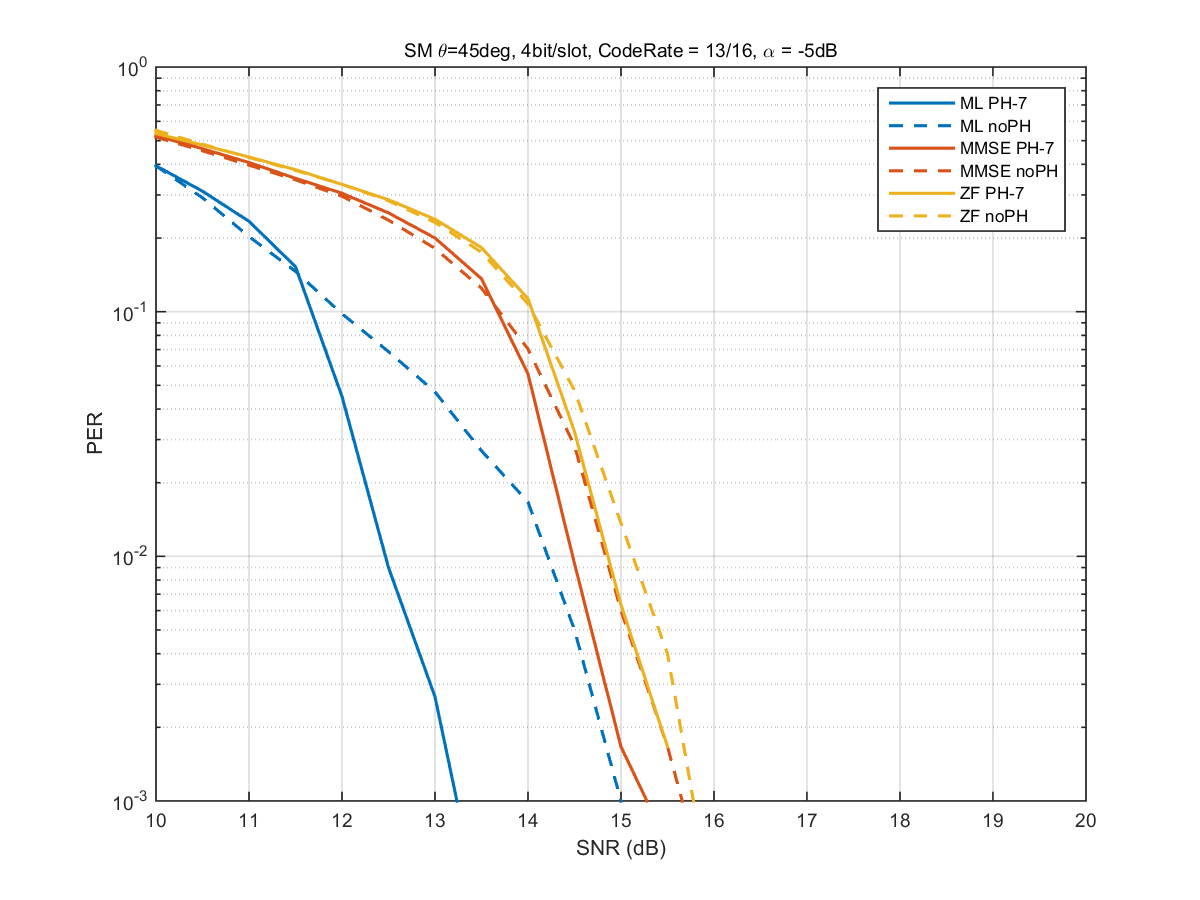 SM θ=45deg, 4bit/slot, CodeRate = 13/16, α = -5dB
10^0
10^-1
10^-2
10^-3
PER
ML PH-7
ML noPH
MMSE PH-7
MMSE noPH
ZF PH-7
ZF noPH
10 11 12 13 14 15 16 17 18 19 20
SNR (dB)